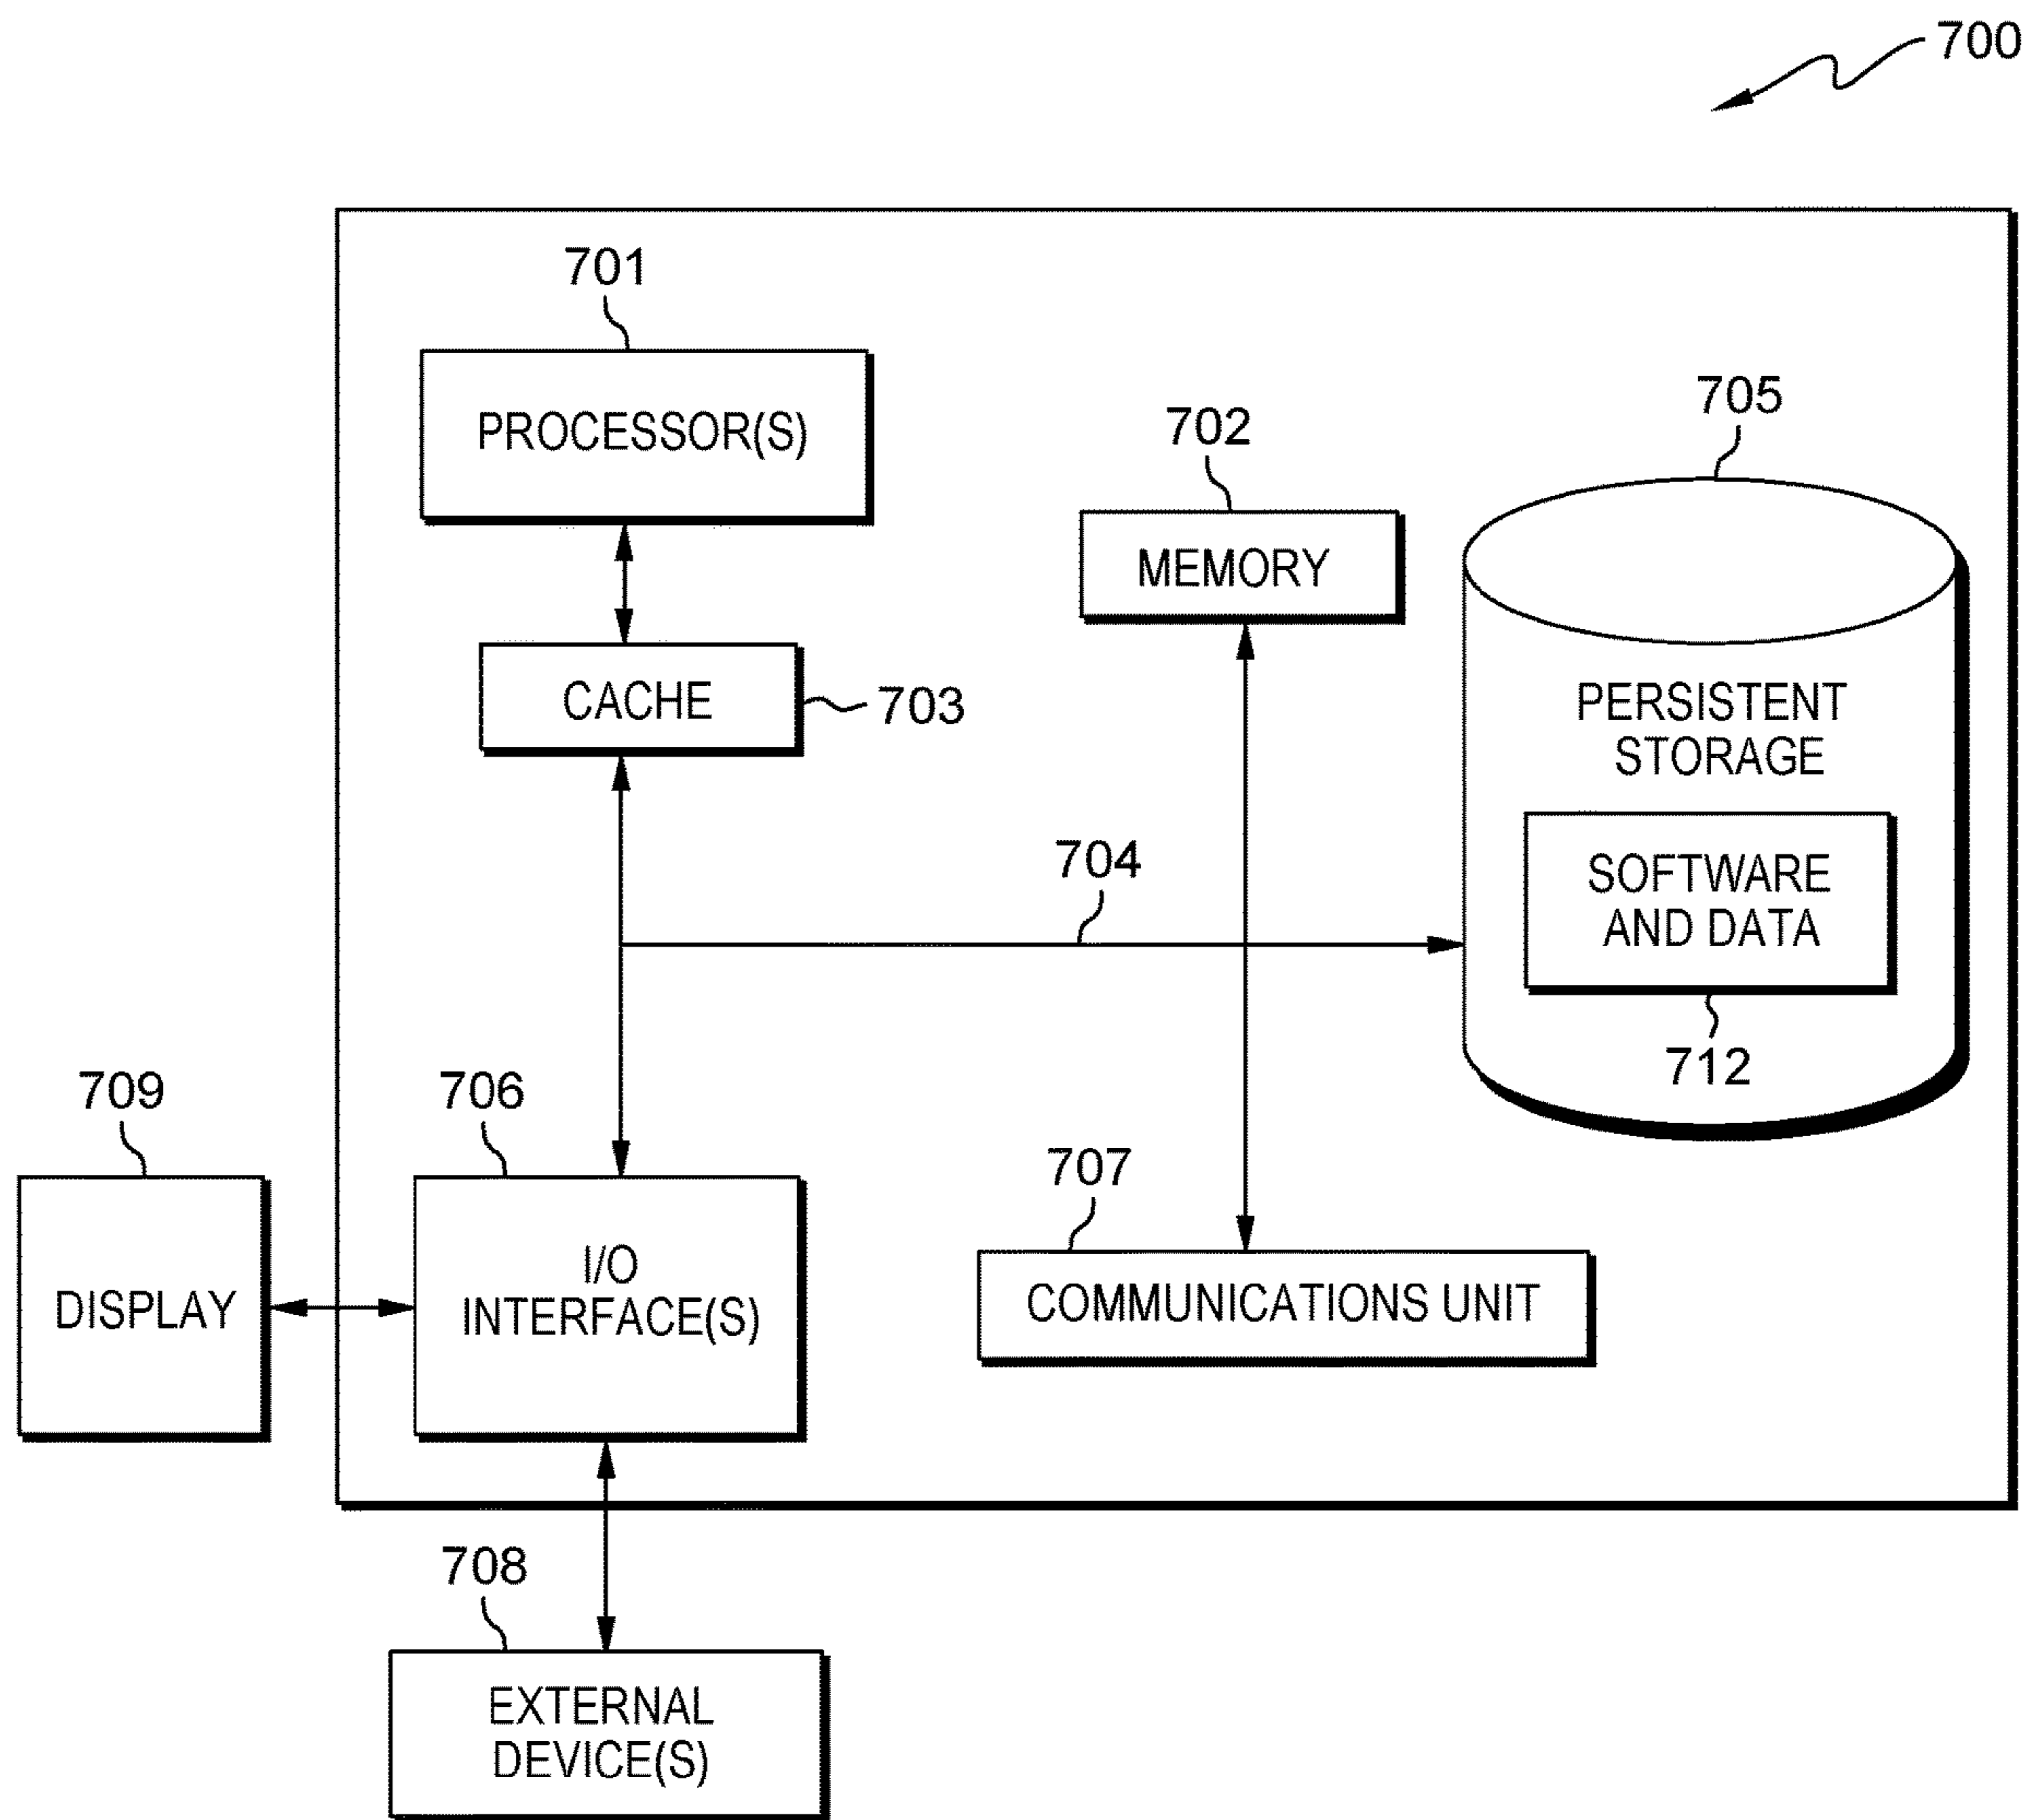 700
701
PROCESSOR(S)
705
702
MEMORY
CACHE
703
PERSISTENT
STORAGE
704
SOFTWARE
AND DATA
712
709
706
707
DISPLAY
I/O
INTERFACE(S)
COMMUNICATIONS UNIT
708
EXTERNAL
DEVICE(S)